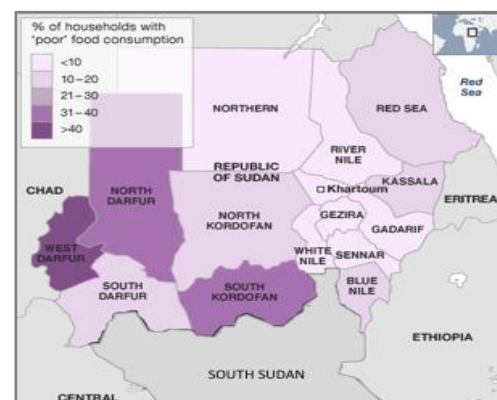 % of households with
'poor' food consumption
<10
10–20
21–30
31–40
>40
Red
Sea
NORTHERN
RED SEA
RIVER
NILE
REPUBLIC
OF SUDAN
CHAD
NORTH
DARFUR
Khartoum
KASSALA
ERITREA
NORTH
KORDOFAN
GEZIRA
GADARIF
WEST
DARFUR
WHITE
NILE
SENNAR
SOUTH
DARFUR
SOUTH
KORDOFAN
BLUE
NILE
ETHIOPIA
SOUTH SUDAN
CENTRAL